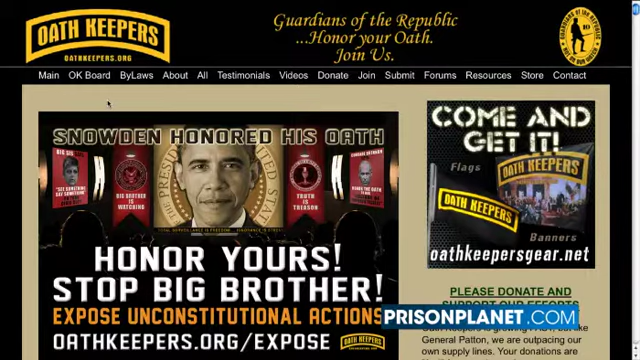 OATH KEEPERS
OATHKEEPERS.ORG
Guardians of the Republic
...Honor your Oath.
Join Us.
Main OK Board ByLaws About All Testimonials Videos Donate Join Submit Forums Resources Store Contact
SNOWDEN HONORED HIS OATH
BIG BROTHER IS WATCHING
TRUTH IS TREASON
HONOR YOURS!
STOP BIG BROTHER!
EXPOSE UNCONSTITUTIONAL ACTIONS
OATHKEEPERS.ORG/EXPOSE
COME AND
GET IT!
Flags
OATH KEEPERS
OATH KEEPERS
Banners
oathkeepersgear.net
PLEASE DONATE AND
SUPPORT OUR EFFORTS
PRISONPLANET.COM
General Patton, we are outpacing our
own supply lines. Your donations are